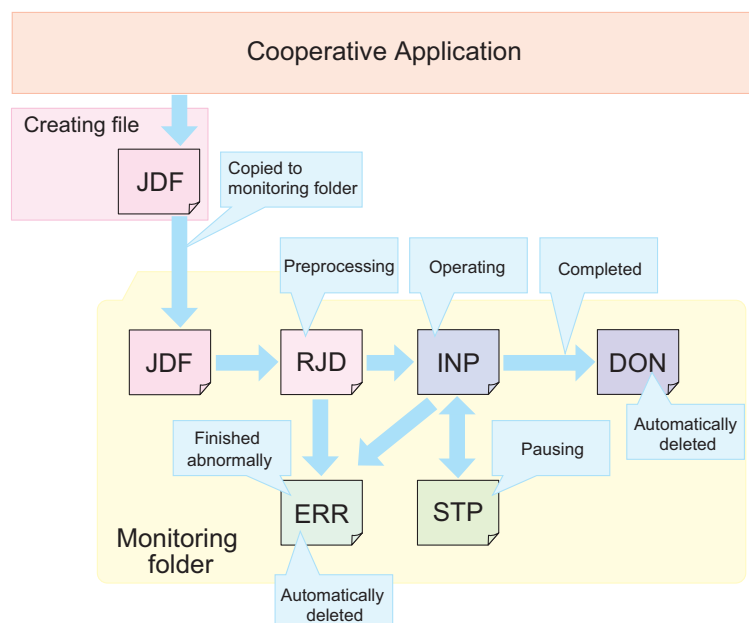 Cooperative Application
Creating file
JDF
Copied to
monitoring folder
Preprocessing
Operating
Completed
JDF
RJD
INP
DON
Automatically
deleted
Finished
abnormally
Pausing
ERR
STP
Monitoring
folder
Automatically
deleted